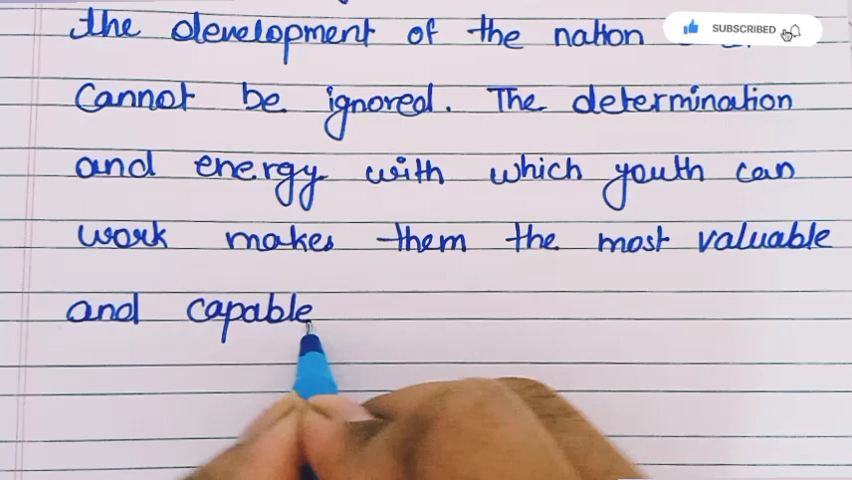 the development of the nation
SUBSCRIBED
cannot be ignored. The determination
and energy with which youth can
work makes them the most valuable
and capable